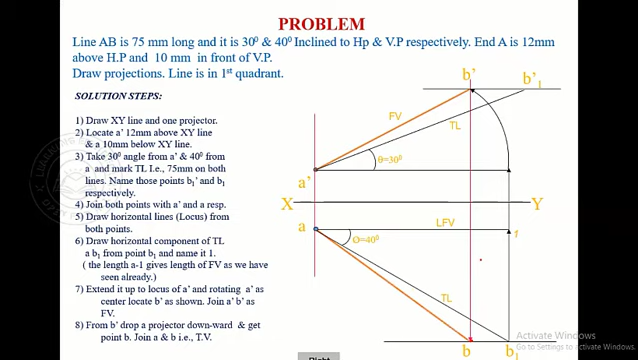 PROBLEM
Line AB is 75 mm long and it is 30⁰ & 40⁰ Inclined to Hp & V.P respectively. End A is 12mm
above H.P and 10 mm in front of V.P.
Draw projections. Line is in 1ˢᵗ quadrant.
SOLUTION STEPS:
1) Draw XY line and one projector.
2) Locate a’ 12mm above XY line
& a 10mm below XY line.
3) Take 30⁰ angle from a’ & 40⁰ from
a and mark TL I.e., 75mm on both
lines. Name those points b₁’ and b₁
respectively.
4) Join both points with a’ and a resp.
5) Draw horizontal lines (Locus) from
both points.
6) Draw horizontal component of TL
a b₁ from point b₁ and name it 1.
( the length a-1 gives length of FV as we have
seen already.)
7) Extend it up to locus of a’ and rotating a’ as
center locate b’ as shown. Join a’ b’ as
FV.
8) From b’ drop a projector down-ward & get
point b. Join a & b i.e., T.V.
b’
b’₁
FV
TL
θ=30⁰
a’
X
Y
a
LFV
1
Ø=40⁰
TL
b
b₁
Activate Windows
Go to Settings to Activate Windows.
Right